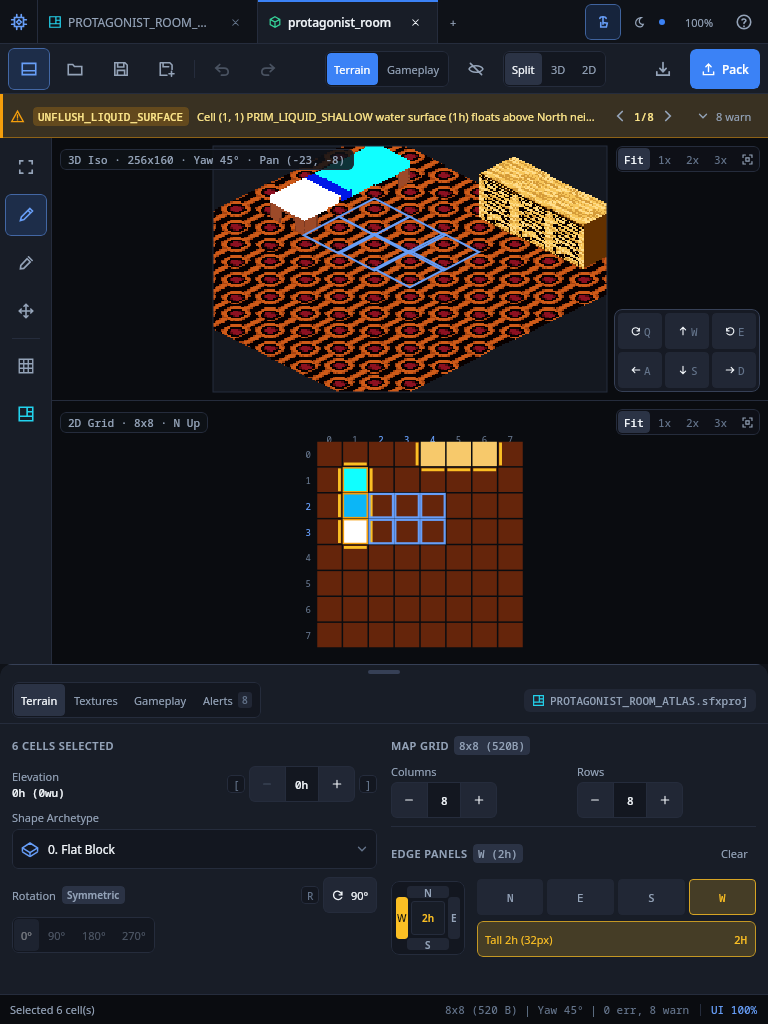 PROTAGONIST_ROOM_...
protagonist_room
100%
Terrain
Gameplay
Split
3D
2D
Pack
UNFLUSH_LIQUID_SURFACE
Cell (1, 1) PRIM_LIQUID_SHALLOW water surface (1h) floats above North nei...
1/8
8 warn
3D Iso · 256x160 · Yaw 45° · Pan (-23, -8)
Fit 1x 2x 3x
Q W E
A S D
2D Grid · 8x8 · N Up
Fit 1x 2x 3x
0 1 2 3 4 5 6 7
0
1
2
3
4
5
6
7
Terrain Textures Gameplay Alerts 8
PROTAGONIST_ROOM_ATLAS.sfxproj
6 CELLS SELECTED
Elevation
0h (0wu)
[ − 0h + ]
Shape Archetype
0. Flat Block
Rotation Symmetric
R 90°
0° 90° 180° 270°
MAP GRID 8x8 (520B)
Columns Rows
− 8 + − 8 +
EDGE PANELS W (2h) Clear
N
W 2h E
S
N E S W
Tall 2h (32px) 2H
Selected 6 cell(s)
8x8 (520 B) | Yaw 45° | 0 err, 8 warn UI 100%